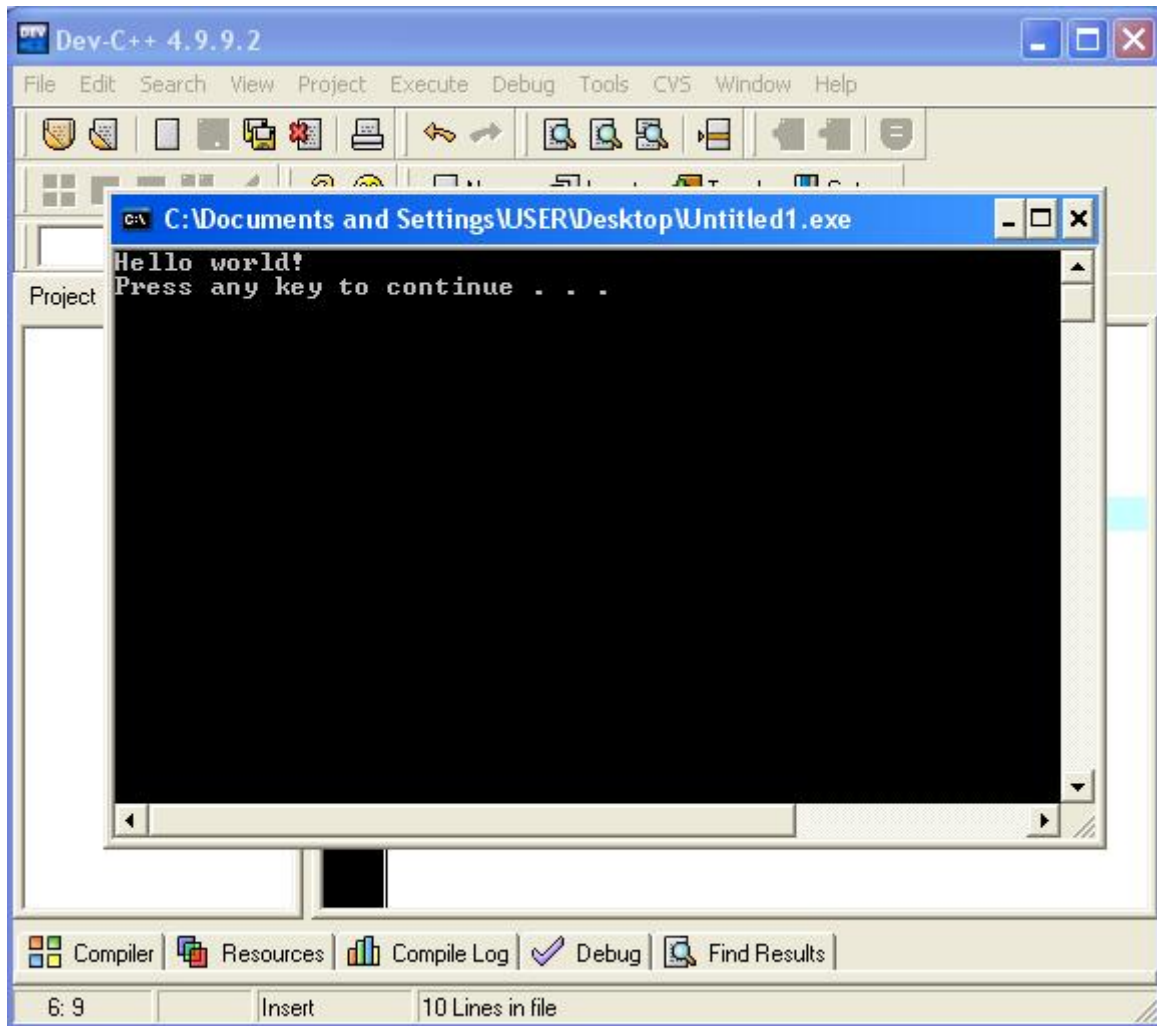 Dev-C++ 4.9.9.2
File Edit Search View Project Execute Debug Tools CVS Window Help
C:\Documents and Settings\USER\Desktop\Untitled1.exe
Hello world!
Press any key to continue . . .
Project
Compiler Resources Compile Log Debug Find Results
6: 9 Insert 10 Lines in file